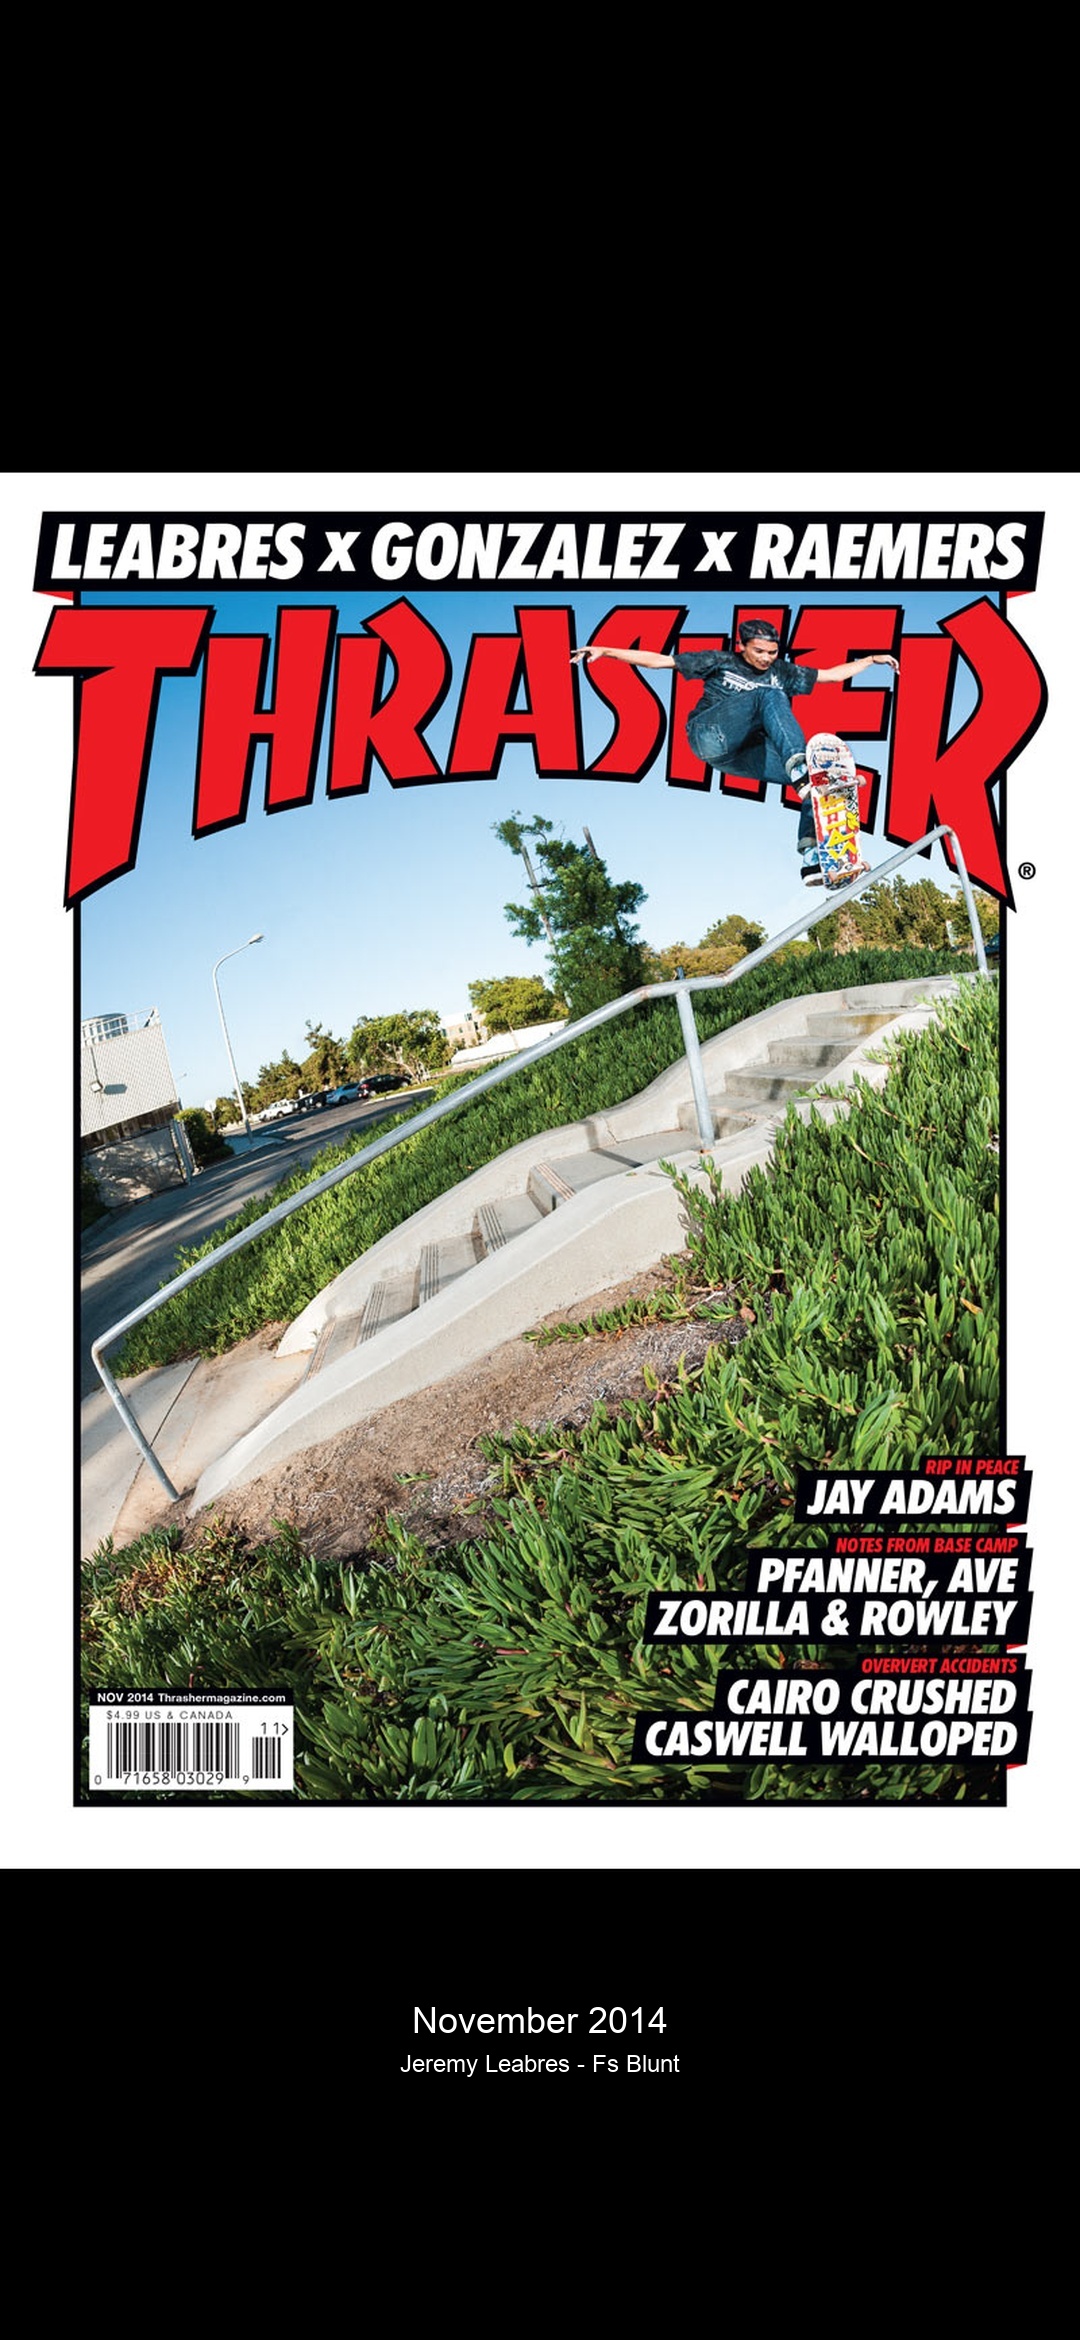 LEABRES x GONZALEZ x RAEMERS
THRASHER
®
RIP IN PEACE
JAY ADAMS
NOTES FROM BASE CAMP
PFANNER, AVE
ZORILLA & ROWLEY
OVERVERT ACCIDENTS
CAIRO CRUSHED
CASWELL WALLOPED
NOV 2014 Thrashermagazine.com
$4.99 US & CANADA
11>
0 71658 03029 9
November 2014
Jeremy Leabres - Fs Blunt